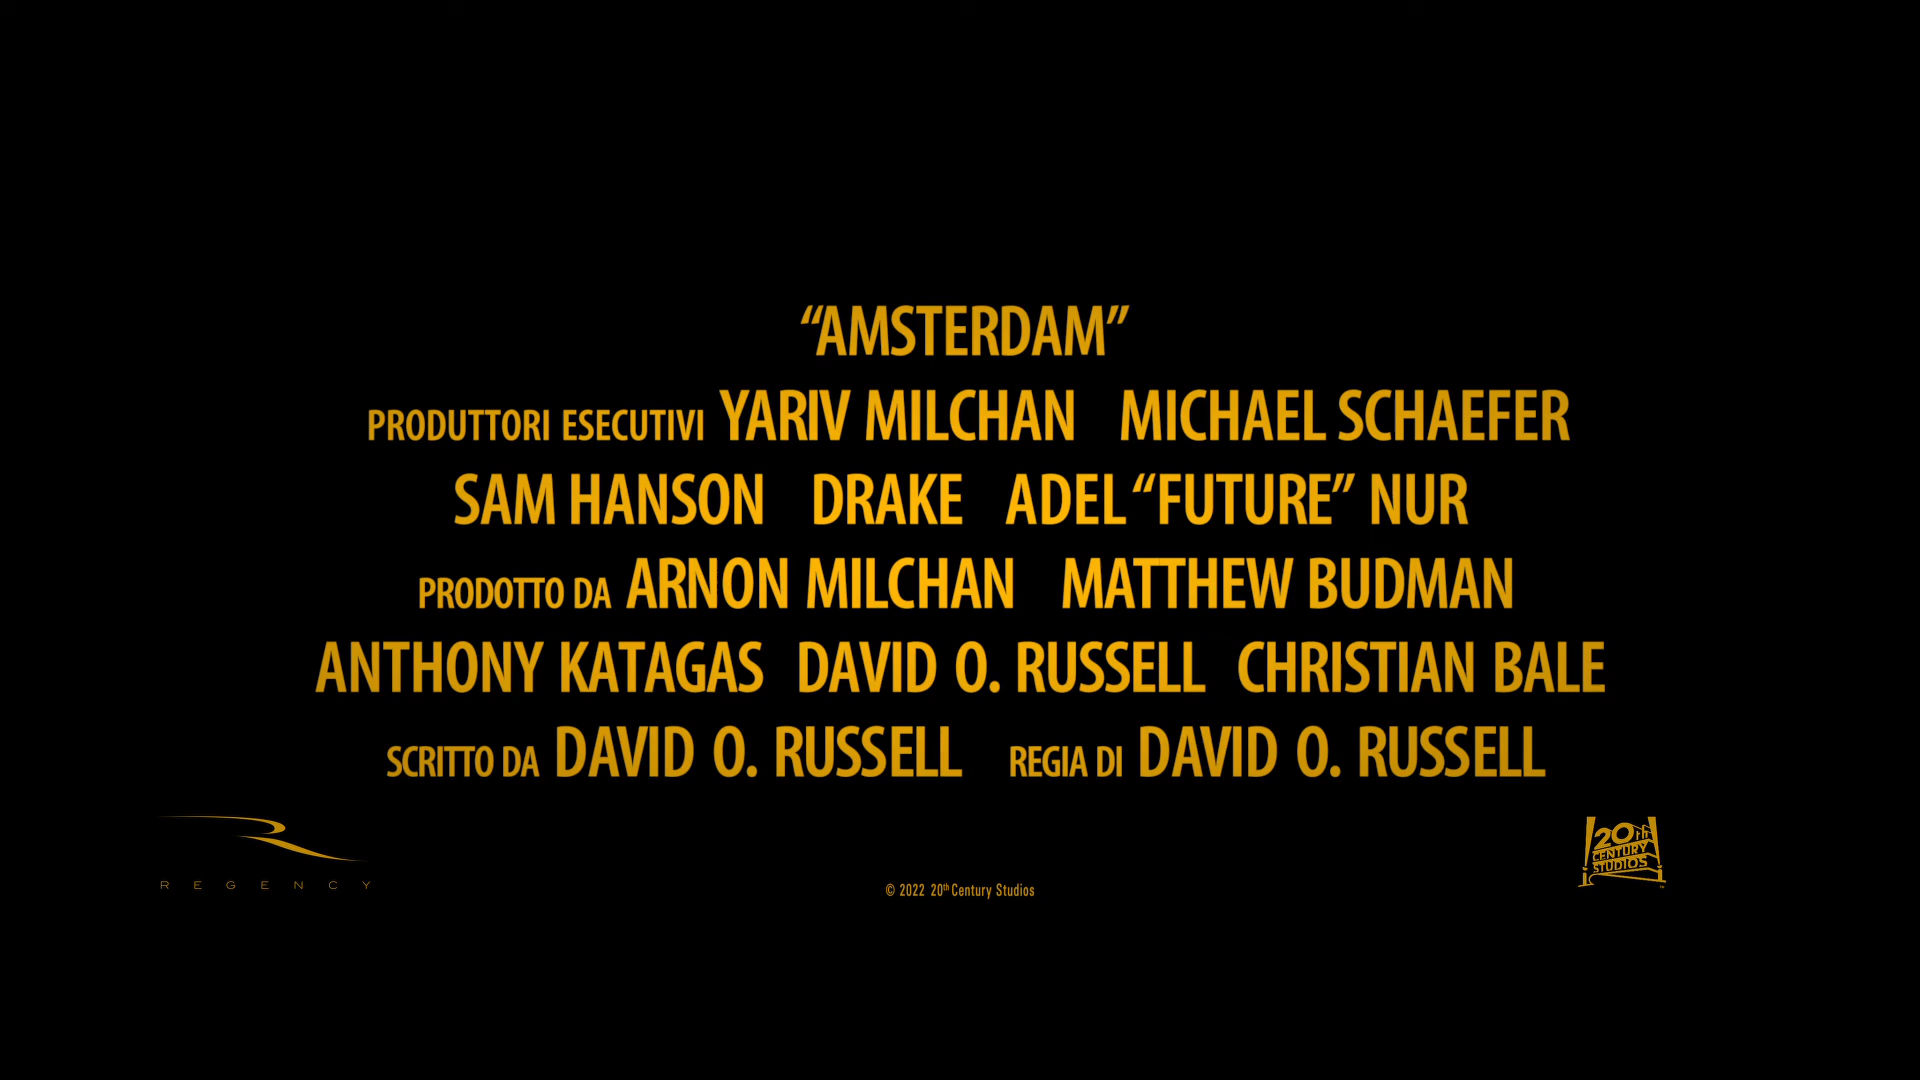 “AMSTERDAM”
PRODUTTORI ESECUTIVI YARIV MILCHAN MICHAEL SCHAEFER
SAM HANSON DRAKE ADEL “FUTURE” NUR
PRODOTTO DA ARNON MILCHAN MATTHEW BUDMAN
ANTHONY KATAGAS DAVID O. RUSSELL CHRISTIAN BALE
SCRITTO DA DAVID O. RUSSELL REGIA DI DAVID O. RUSSELL
REGENCY
© 2022 20th Century Studios
20th
CENTURY
STUDIOS